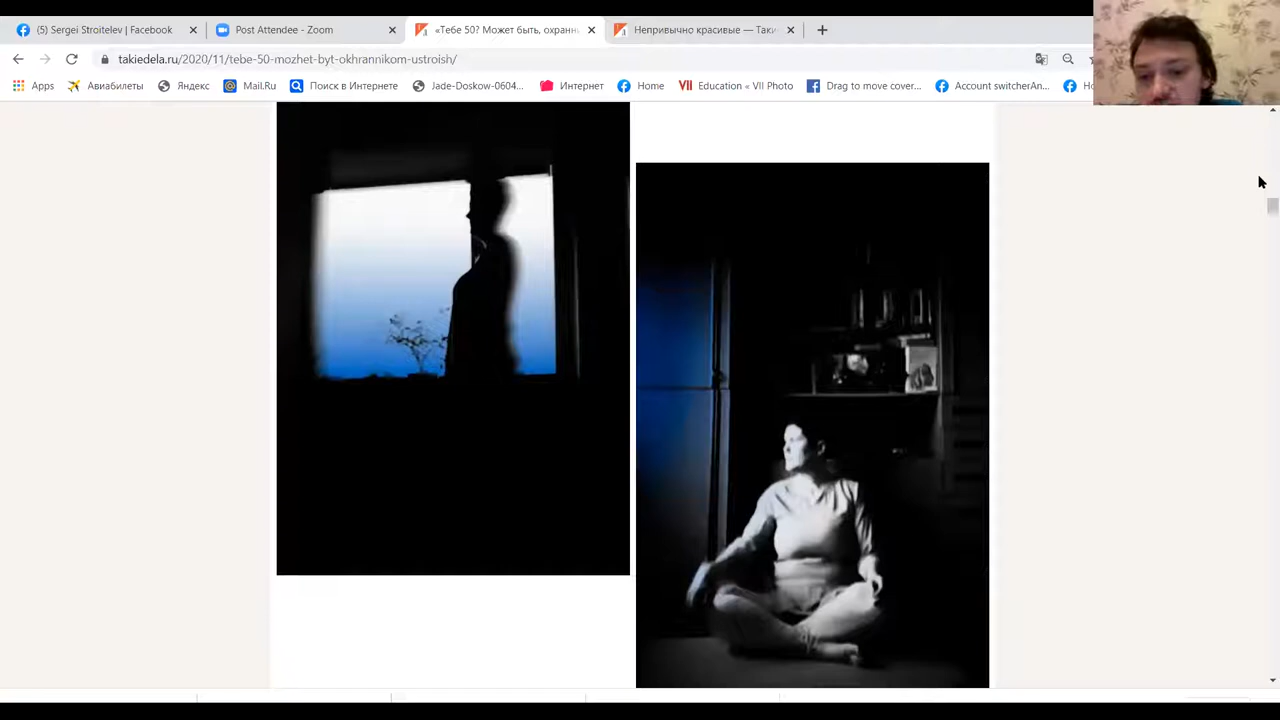 (5) Sergei Stroitelev | Facebook
Post Attendee - Zoom
«Тебе 50? Может быть, охранн
Непривычно красивые — Таки
takiedela.ru/2020/11/tebe-50-mozhet-byt-okhrannikom-ustroish/
Apps
Авиабилеты
Яндекс
Mail.Ru
Поиск в Интернете
Jade-Doskow-0604...
Интернет
Home
VII Education « VII Photo
Drag to move cover...
Account switcherAn...